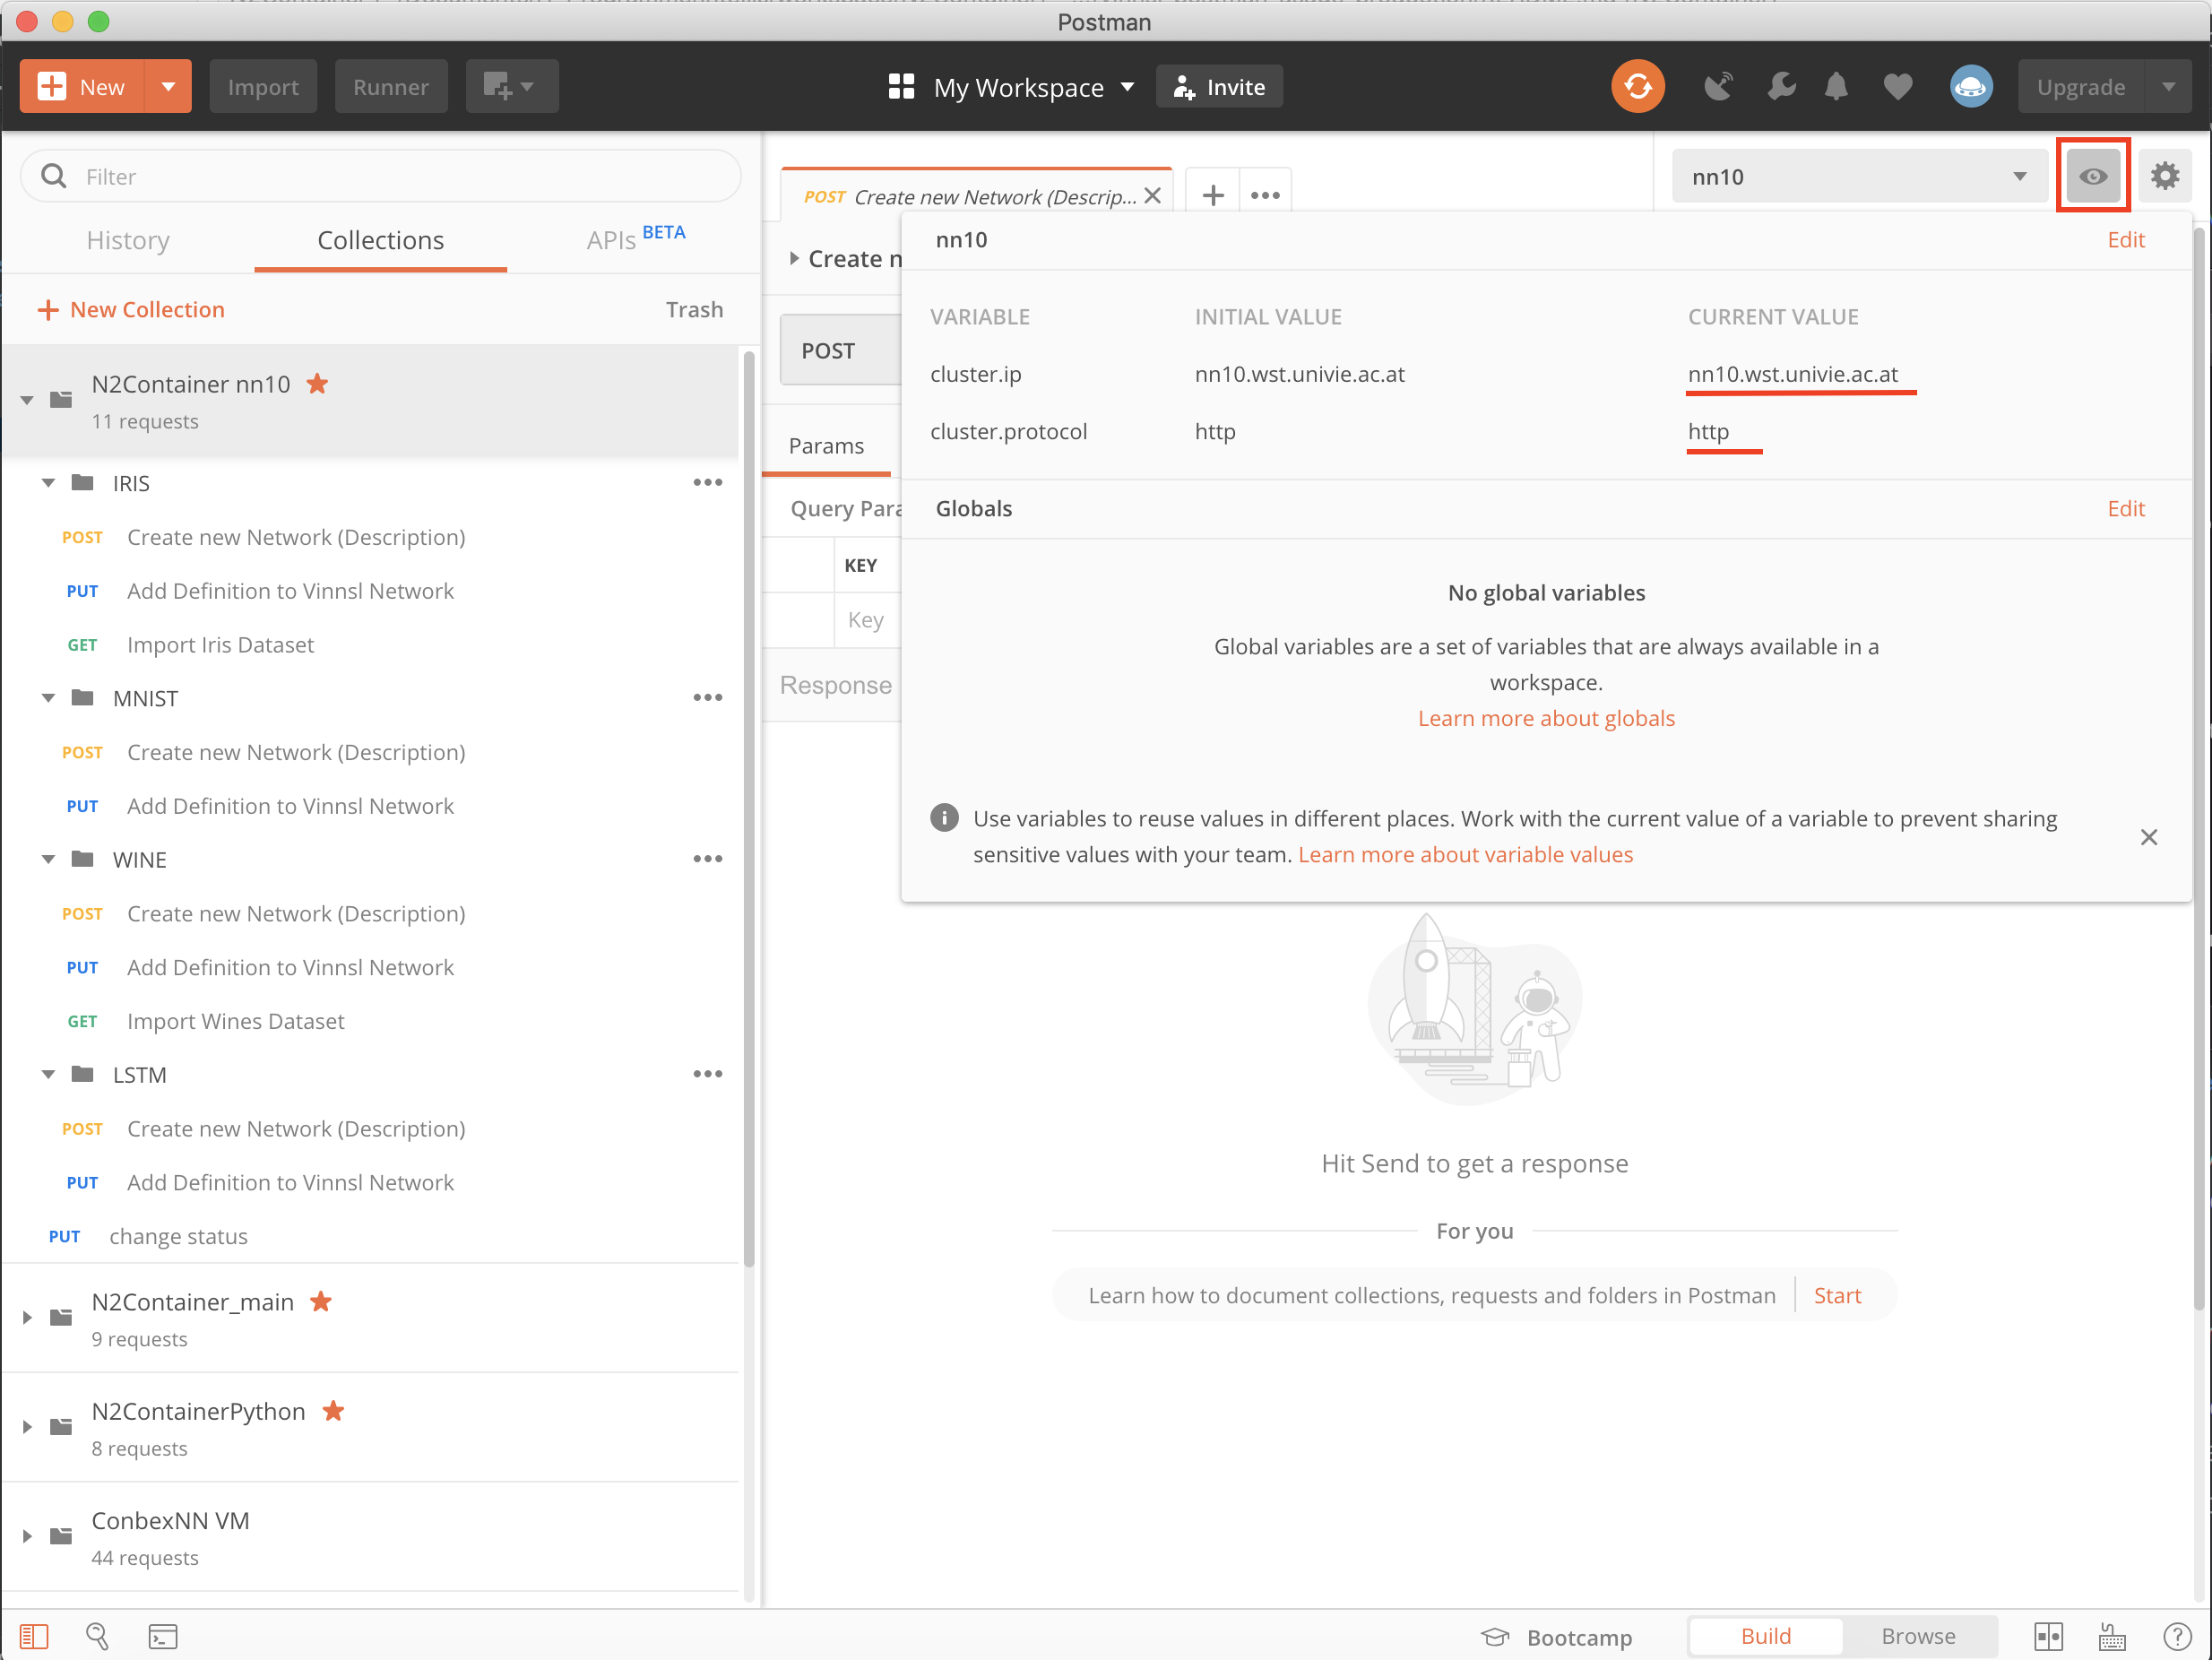 Postman
New
Import
Runner
My Workspace
Invite
Upgrade
Filter
History
Collections
APIs BETA
New Collection
Trash
N2Container nn10
11 requests
IRIS
POST Create new Network (Description)
PUT Add Definition to Vinnsl Network
GET Import Iris Dataset
MNIST
POST Create new Network (Description)
PUT Add Definition to Vinnsl Network
WINE
POST Create new Network (Description)
PUT Add Definition to Vinnsl Network
GET Import Wines Dataset
LSTM
POST Create new Network (Description)
PUT Add Definition to Vinnsl Network
PUT change status
N2Container_main
9 requests
N2ContainerPython
8 requests
ConbexNN VM
44 requests
POST Create new Network (Descrip...
nn10
Create n
POST
Params
Query Para
KEY
Key
Response
nn10 Edit
VARIABLE INITIAL VALUE CURRENT VALUE
cluster.ip nn10.wst.univie.ac.at nn10.wst.univie.ac.at
cluster.protocol http http
Globals Edit
No global variables
Global variables are a set of variables that are always available in a
workspace.
Learn more about globals
Use variables to reuse values in different places. Work with the current value of a variable to prevent sharing
sensitive values with your team. Learn more about variable values
Hit Send to get a response
For you
Learn how to document collections, requests and folders in Postman Start
Bootcamp
Build
Browse